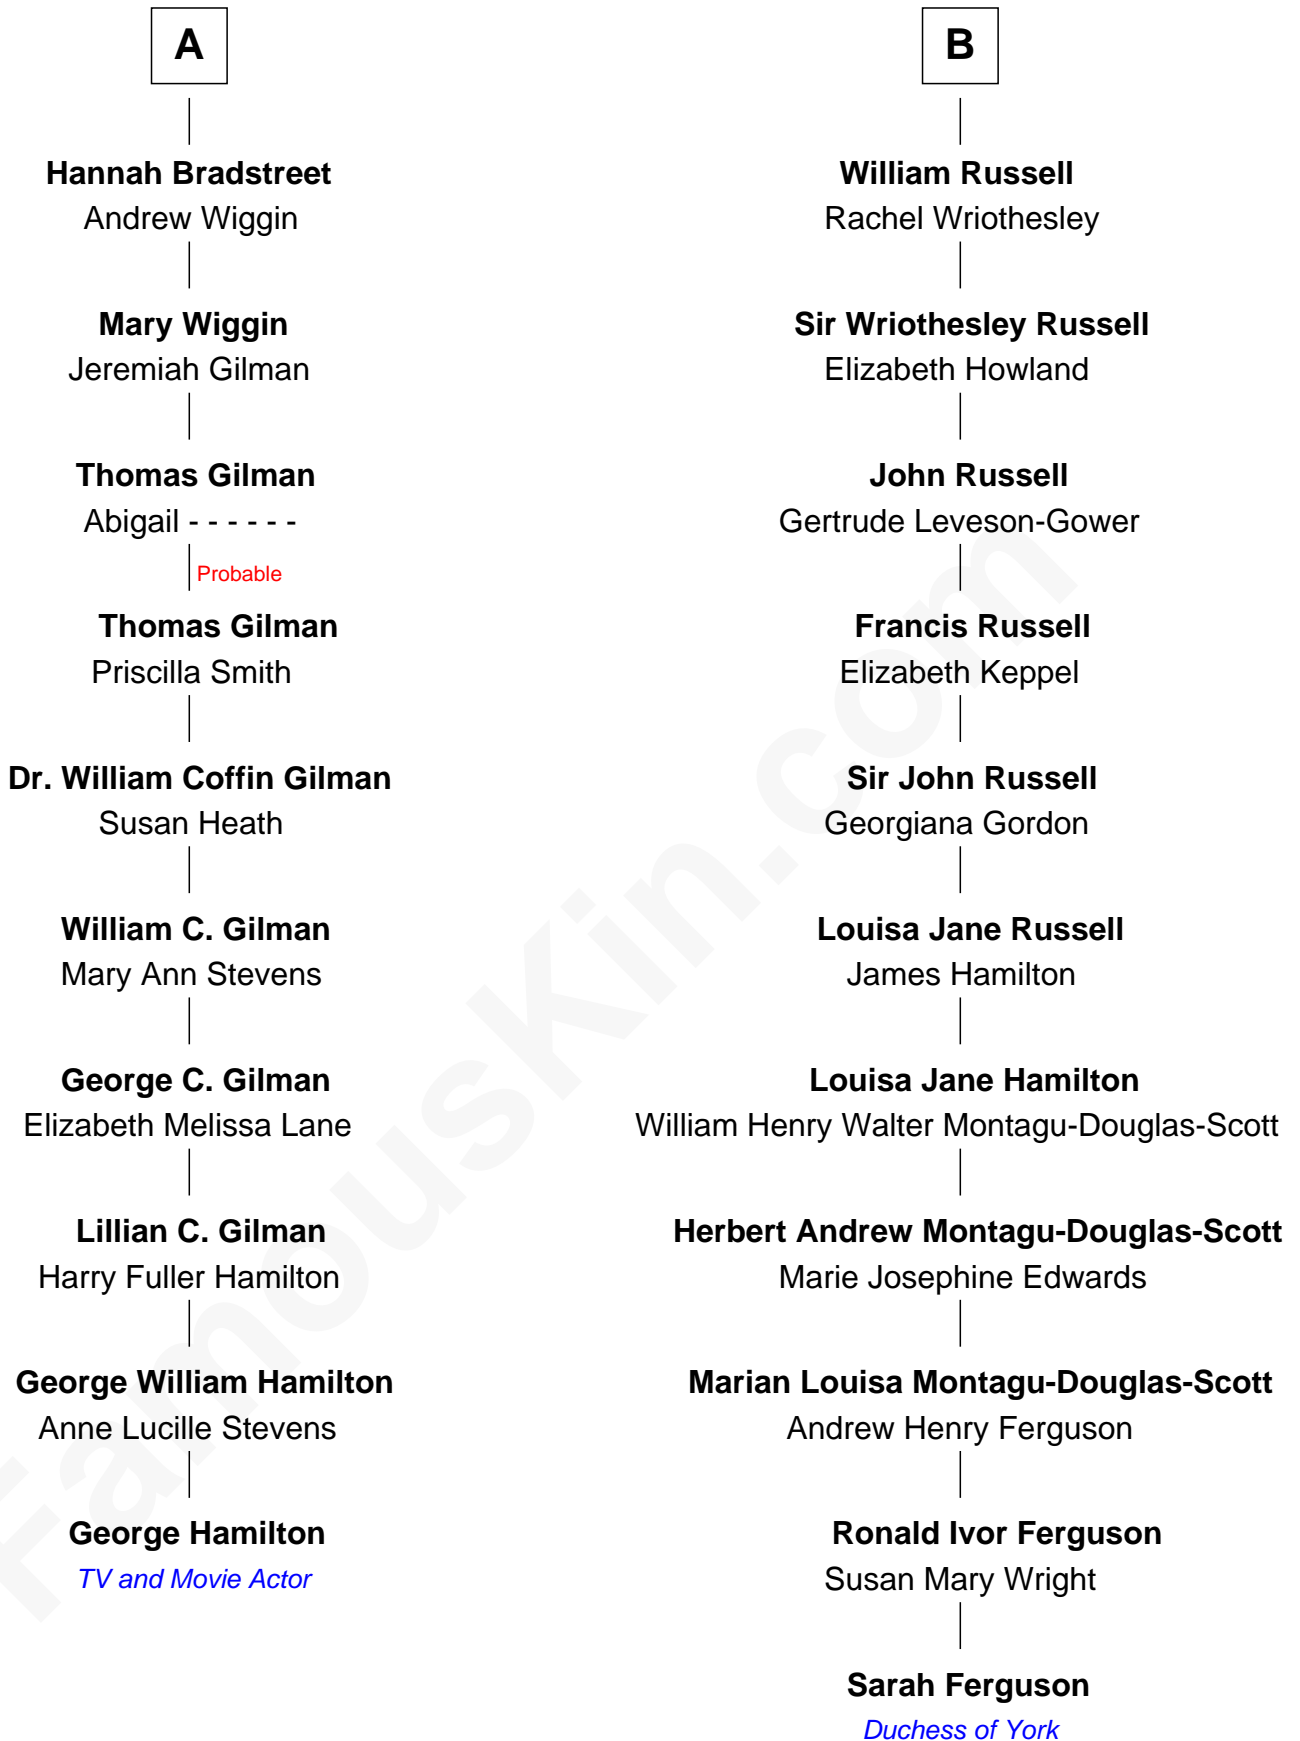 A
Hannah Bradstreet
Andrew Wiggin
Mary Wiggin
Jeremiah Gilman
Thomas Gilman
Abigail - - - - - -
Probable
Thomas Gilman
Priscilla Smith
Dr. William Coffin Gilman
Susan Heath
William C. Gilman
Mary Ann Stevens
George C. Gilman
Elizabeth Melissa Lane
Lillian C. Gilman
Harry Fuller Hamilton
George William Hamilton
Anne Lucille Stevens
George Hamilton
TV and Movie Actor
B
William Russell
Rachel Wriothesley
Sir Wriothesley Russell
Elizabeth Howland
John Russell
Gertrude Leveson-Gower
Francis Russell
Elizabeth Keppel
Sir John Russell
Georgiana Gordon
Louisa Jane Russell
James Hamilton
Louisa Jane Hamilton
William Henry Walter Montagu-Douglas-Scott
Herbert Andrew Montagu-Douglas-Scott
Marie Josephine Edwards
Marian Louisa Montagu-Douglas-Scott
Andrew Henry Ferguson
Ronald Ivor Ferguson
Susan Mary Wright
Sarah Ferguson
Duchess of York
FamousKin.com